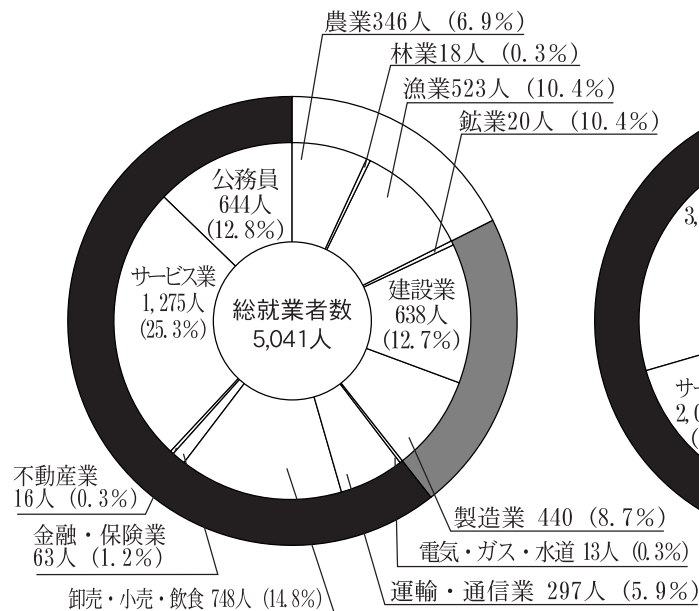 農業346人 (6.9%)
林業18人 (0.3%)
漁業523人 (10.4%)
鉱業20人 (10.4%)
公務員
644人
(12.8%)
サービス業
1,275人
(25.3%)
総就業者数
5,041人
建設業
638人
(12.7%)
不動産業
16人 (0.3%)
金融・保険業
63人 (1.2%)
卸売・小売・飲食 748人 (14.8%)
製造業 440 (8.7%)
電気・ガス・水道 13人 (0.3%)
運輸・通信業 297人 (5.9%)
3,
サー
2,0
(